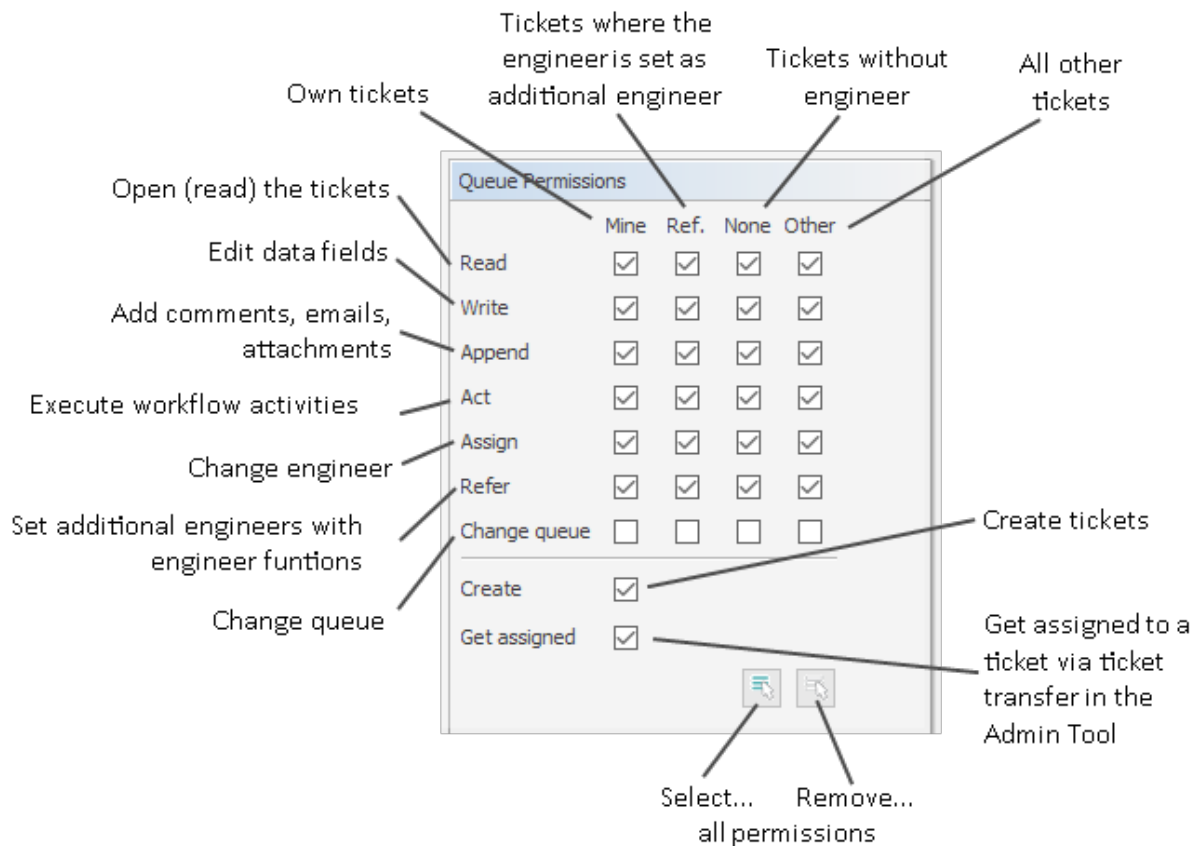 Tickets where the
engineer is set as
additional engineer
Tickets without
engineer
All other
tickets
Own tickets
Open (read) the tickets
Edit data fields
Add comments, emails,
attachments
Execute workflow activities
Change engineer
Set additional engineers with
engineer funtions
Change queue
Queue Permissions
Mine Ref. None Other
Read
Write
Append
Act
Assign
Refer
Change queue
Create
Get assigned
Create tickets
Get assigned to a
ticket via ticket
transfer in the
Admin Tool
Select... Remove...
all permissions